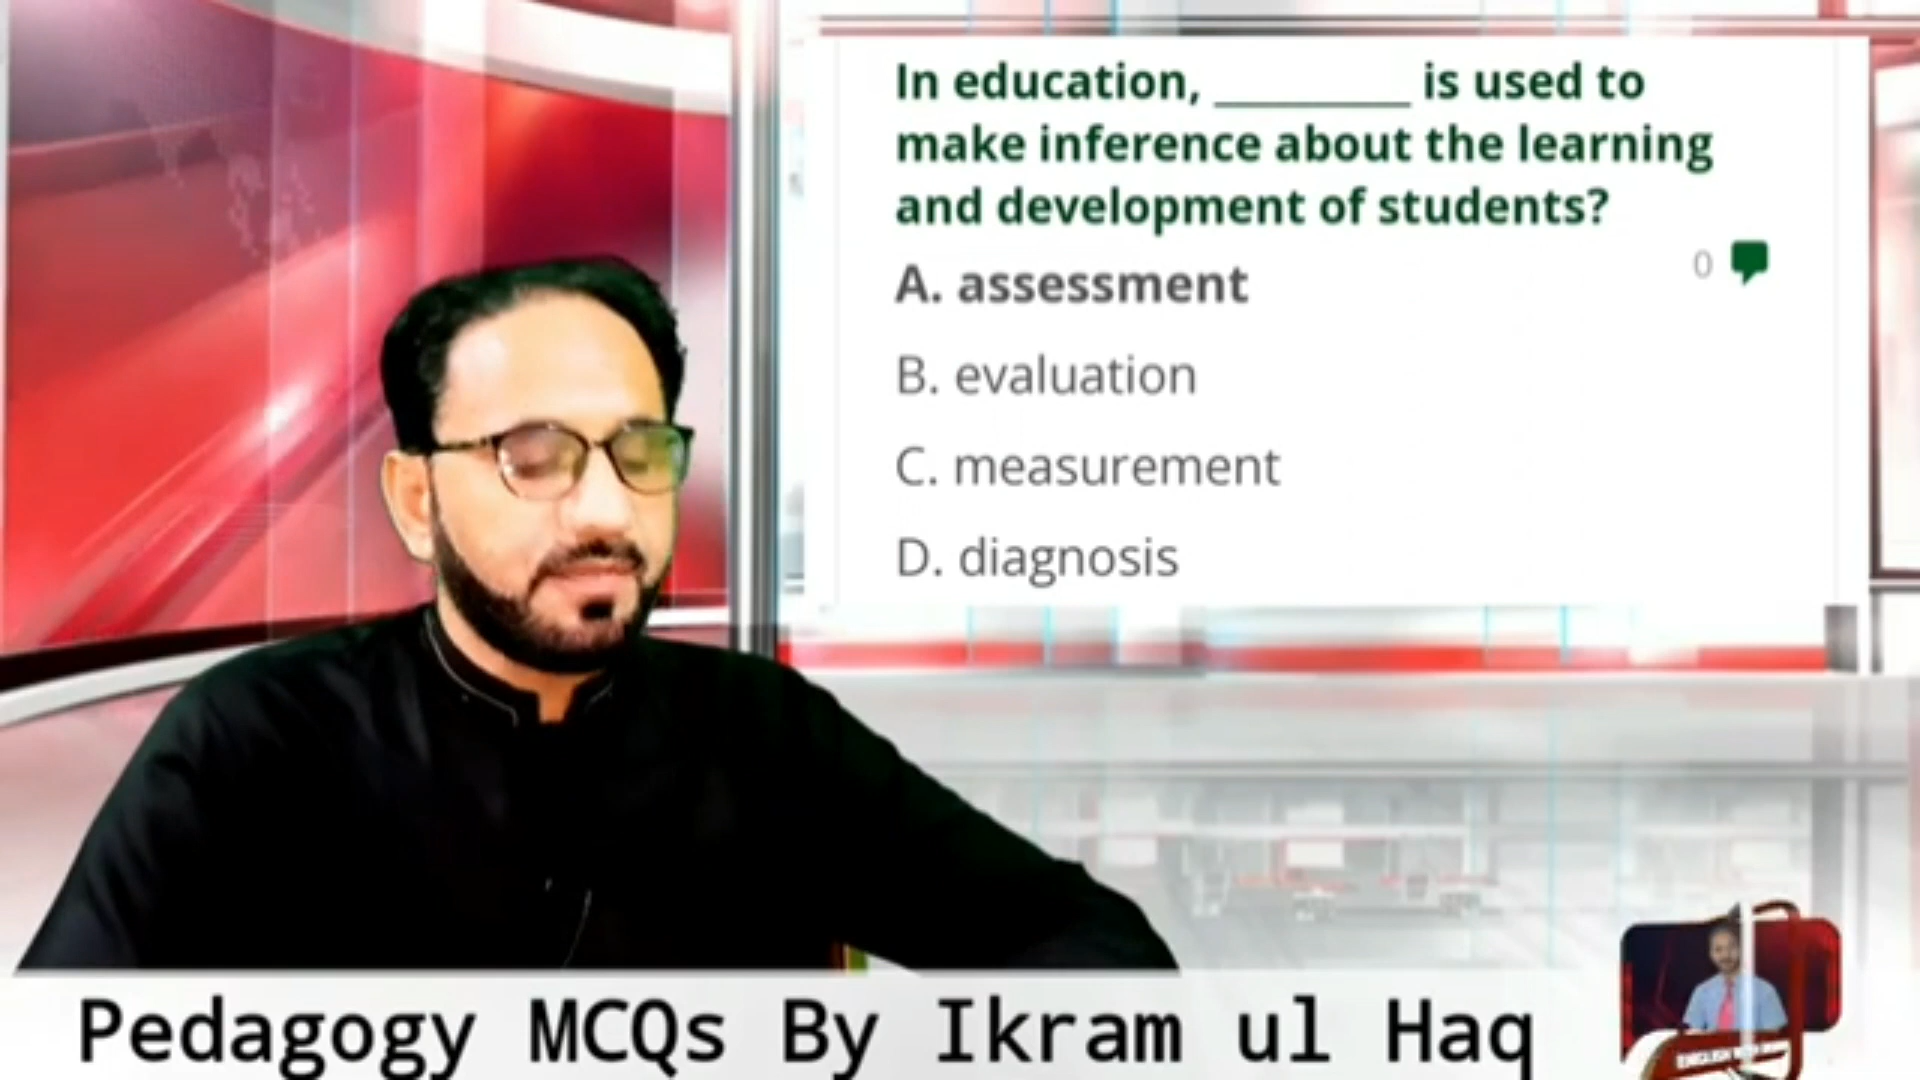 In education, ________ is used to
make inference about the learning
and development of students?
0
A. assessment
B. evaluation
C. measurement
D. diagnosis
Pedagogy MCQs By Ikram ul Haq